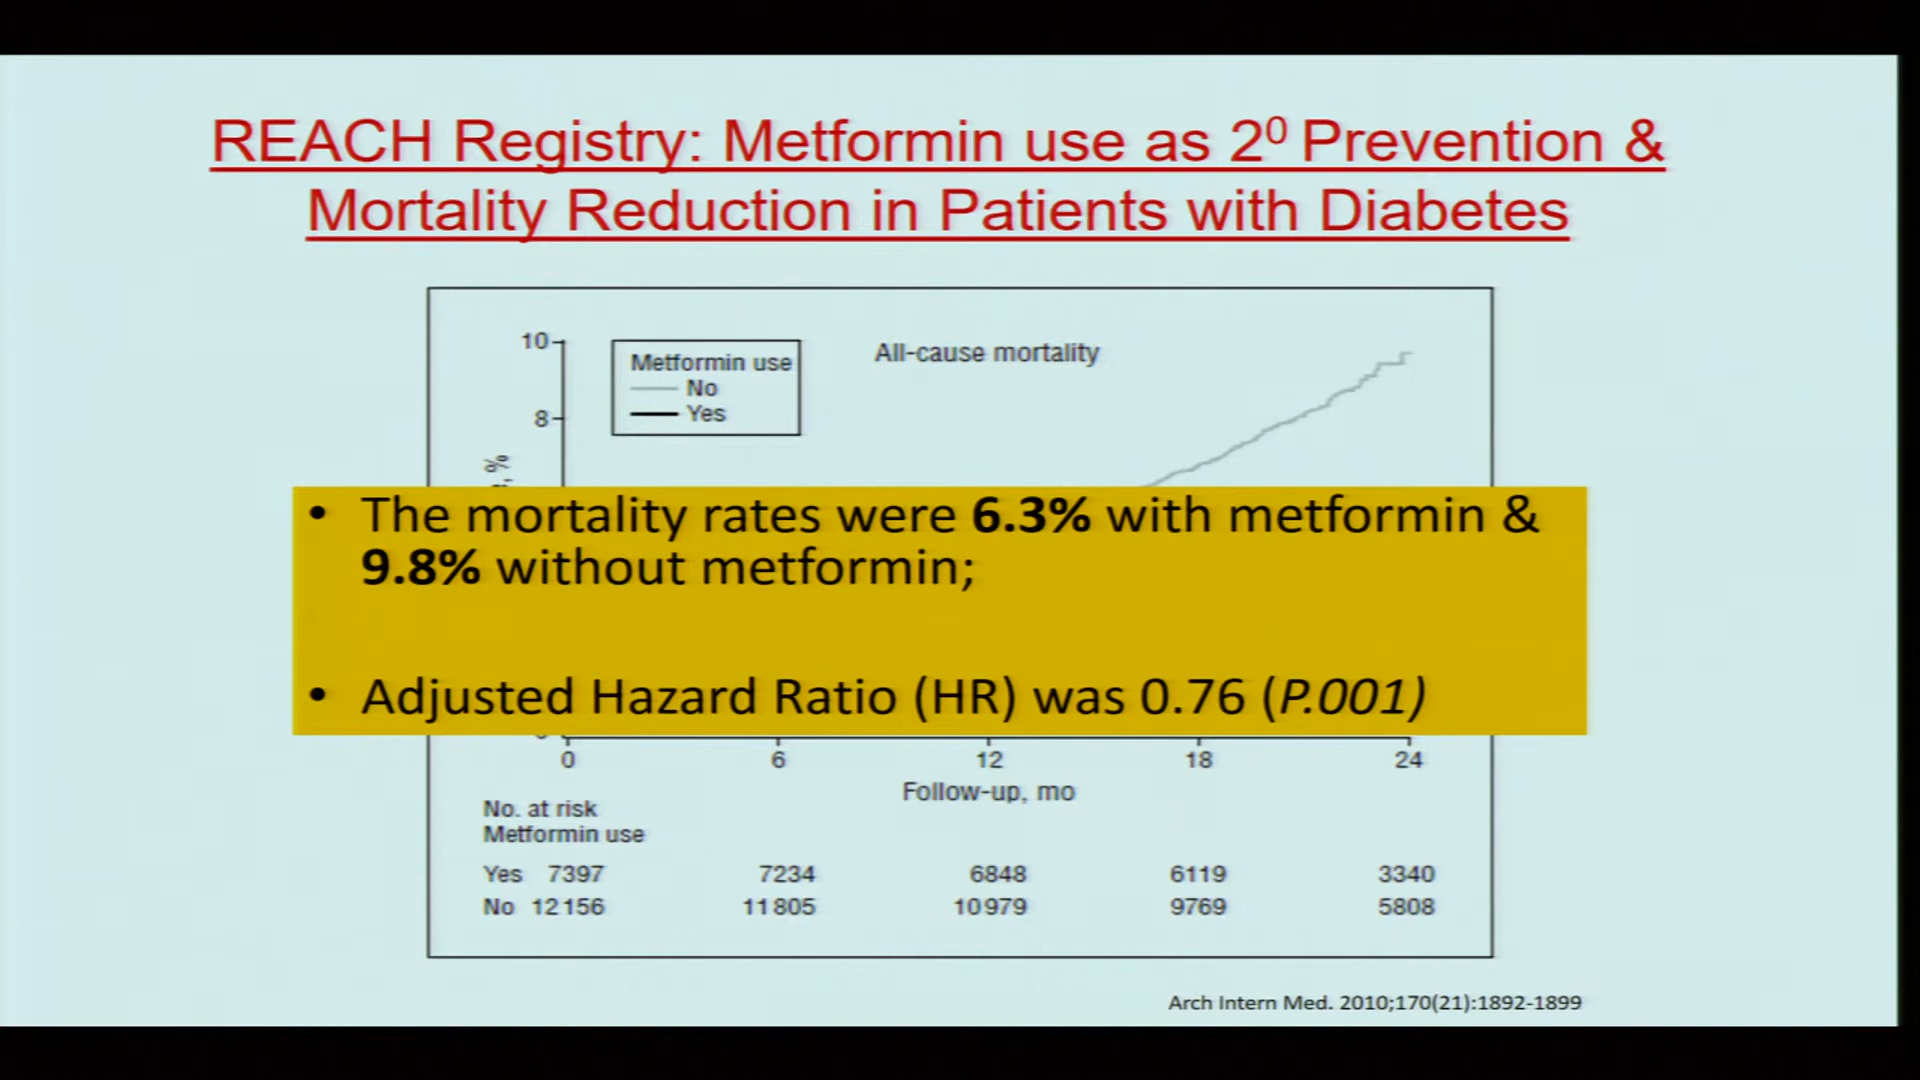 REACH Registry: Metformin use as 2⁰ Prevention &
Mortality Reduction in Patients with Diabetes
10
Metformin use
No
Yes
All-cause mortality
8
%
• The mortality rates were 6.3% with metformin &
9.8% without metformin;
• Adjusted Hazard Ratio (HR) was 0.76 (P.001)
0 6 12 18 24
Follow-up, mo
No. at risk
Metformin use
Yes 7397 7234 6848 6119 3340
No 12156 11805 10979 9769 5808
Arch Intern Med. 2010;170(21):1892-1899